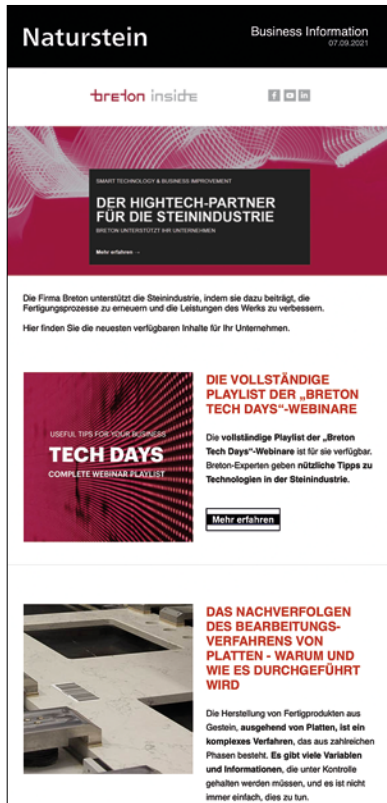 Naturstein
Business Information
07.09.2021
breton inside
SMART TECHNOLOGY & BUSINESS IMPROVEMENT
DER HIGHTECH-PARTNER
FÜR DIE STEININDUSTRIE
BRETON UNTERSTÜTZT IHR UNTERNEHMEN
Mehr erfahren →
Die Firma Breton unterstützt die Steinindustrie, indem sie dazu beiträgt, die
Fertigungsprozesse zu erneuern und die Leistungen des Werks zu verbessern.
Hier finden Sie die neuesten verfügbaren Inhalte für Ihr Unternehmen.
USEFUL TIPS FOR YOUR BUSINESS
TECH DAYS
COMPLETE WEBINAR PLAYLIST
DIE VOLLSTÄNDIGE
PLAYLIST DER „BRETON
TECH DAYS“-WEBINARE
Die vollständige Playlist der „Breton
Tech Days“-Webinare ist für sie verfügbar.
Breton-Experten geben nützliche Tipps zu
Technologien in der Steinindustrie.
Mehr erfahren
DAS NACHVERFOLGEN
DES BEARBEITUNGS-
VERFAHRENS VON
PLATTEN - WARUM UND
WIE ES DURCHGEFÜHRT
WIRD
Die Herstellung von Fertigprodukten aus
Gestein, ausgehend von Platten, ist ein
komplexes Verfahren, das aus zahlreichen
Phasen besteht. Es gibt viele Variablen
und Informationen, die unter Kontrolle
gehalten werden müssen, und es ist nicht
immer einfach, dies zu tun.